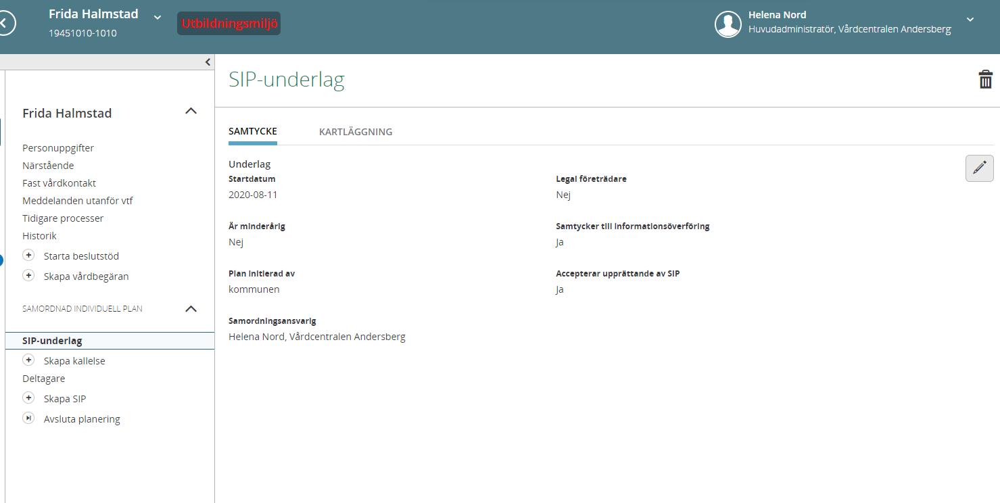 Frida Halmstad
19451010-1010
Utbildningsmiljö
Helena Nord
Huvudadministratör, Vårdcentralen Andersberg
Frida Halmstad
Personuppgifter
Närstående
Fast vårdkontakt
Meddelanden utanför vtf
Tidigare processer
Historik
Starta beslutstöd
Skapa vårdbegäran
SAMORDNAD INDIVIDUELL PLAN
SIP-underlag
Skapa kallelse
Deltagare
Skapa SIP
Avsluta planering
SIP-underlag
SAMTYCKE
KARTLÄGGNING
Underlag
Startdatum
2020-08-11
Legal företrädare
Nej
Är minderårig
Nej
Samtycker till informationsöverföring
Ja
Plan initierad av
kommunen
Accepterar upprättande av SIP
Ja
Samordningsansvarig
Helena Nord, Vårdcentralen Andersberg